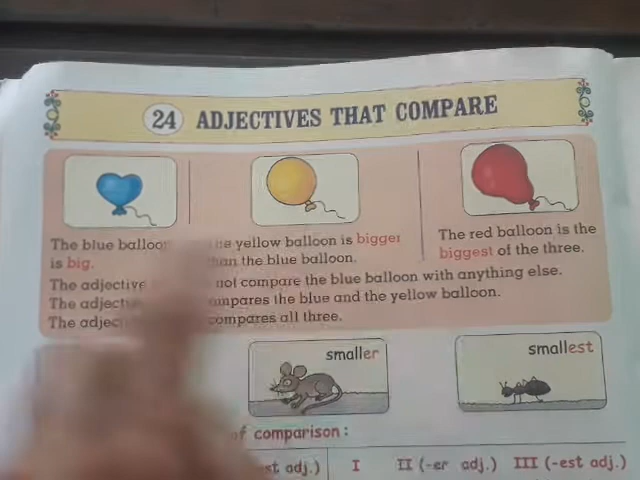 24 ADJECTIVES THAT COMPARE
The blue balloon
is big.
yellow balloon is bigger
than the blue balloon.
The red balloon is the
biggest of the three.
The adjective not compare the blue balloon with anything else.
The compares the blue and the yellow balloon.
The compares all three.
smaller
smallest
of comparison :
adj.) I II (-er adj.) III (-est adj.)